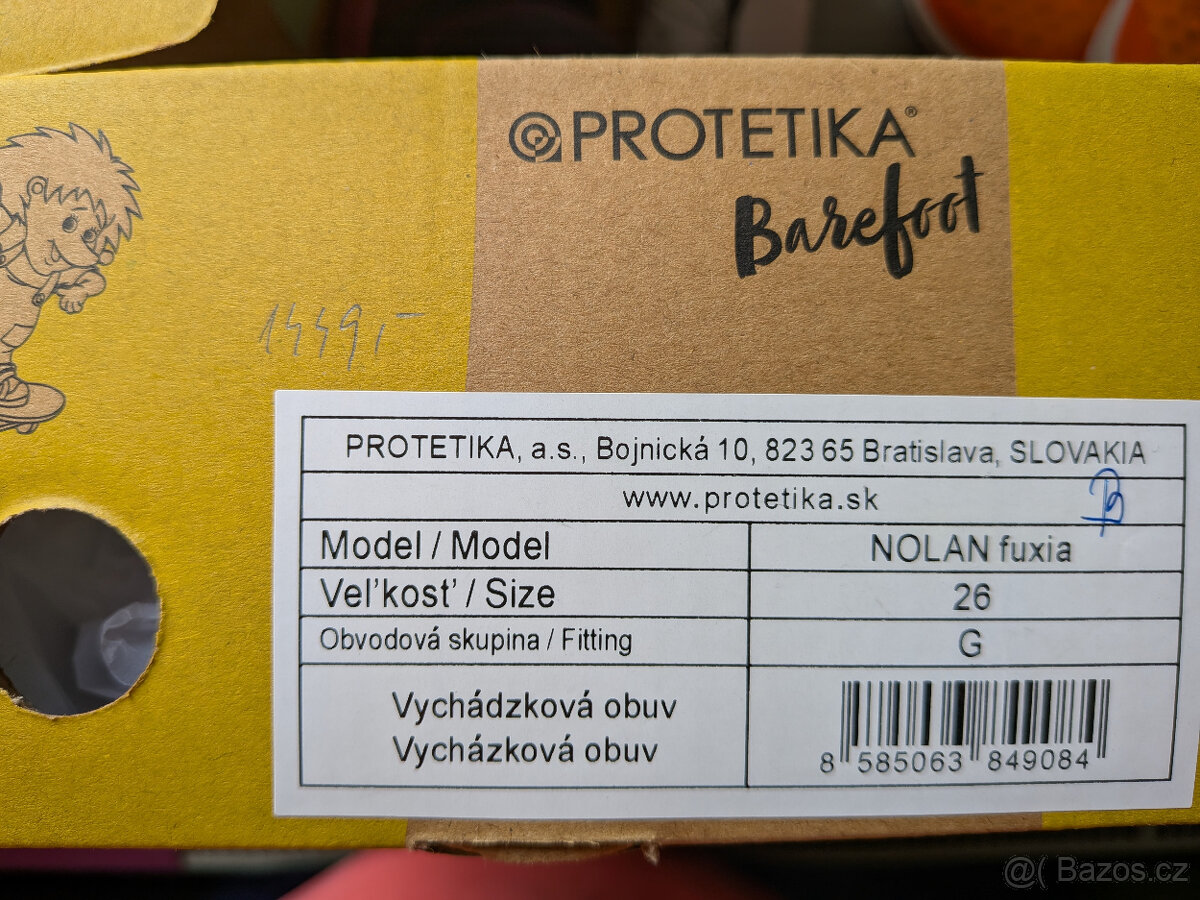 PROTETIKA®
Barefoot
1449,-
PROTETIKA, a.s., Bojnická 10, 823 65 Bratislava, SLOVAKIA
www.protetika.sk
Model / Model NOLAN fuxia
Veľkosť / Size 26
Obvodová skupina / Fitting G
Vychádzková obuv
Vycházková obuv
8 585063 849084
@( Bazos.cz